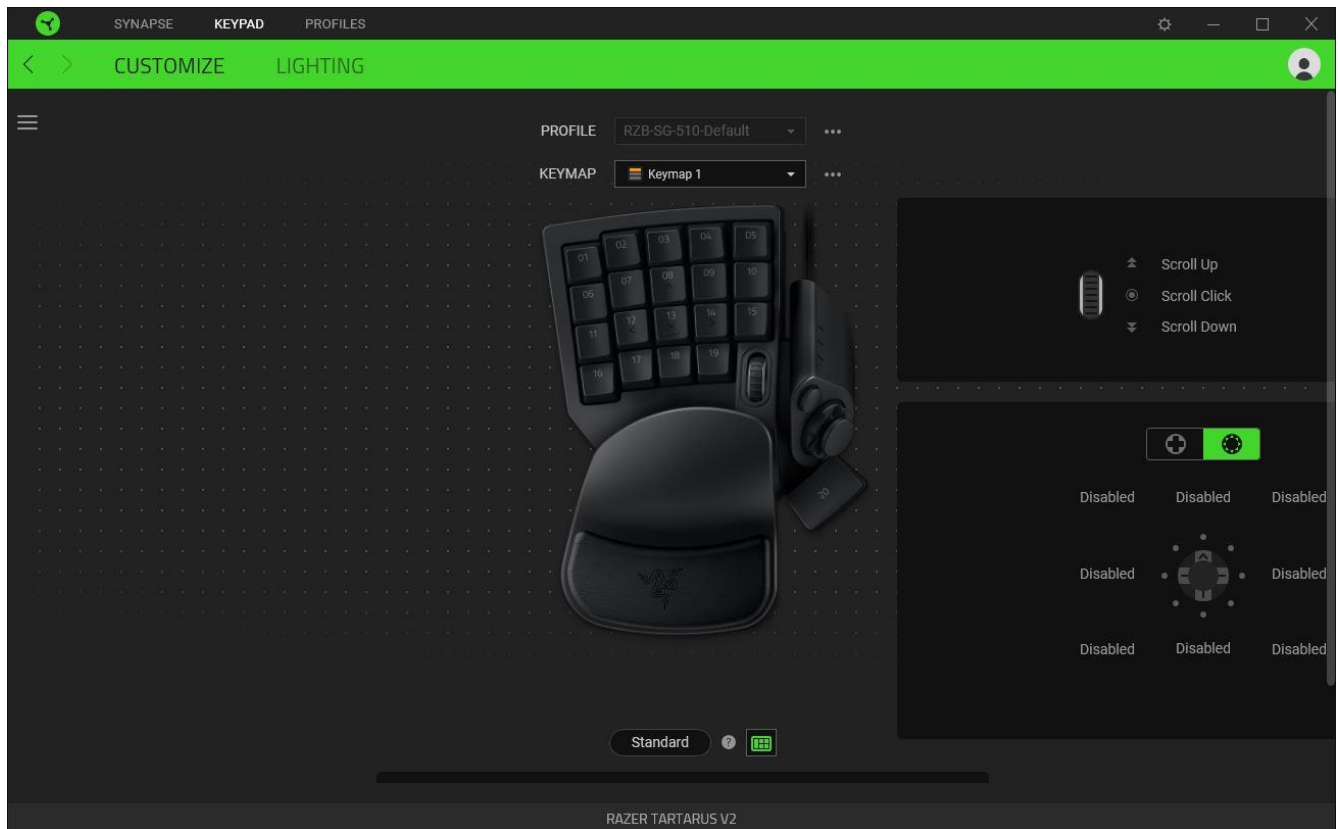 SYNAPSE KEYPAD PROFILES
CUSTOMIZE LIGHTING
PROFILE RZB-SG-510-Default
KEYMAP Keymap 1
01 02 03 04 05
06 07 08 09 10
11 12 13 14 15
16 17 18 19
20
Scroll Up
Scroll Click
Scroll Down
Disabled Disabled Disabled
Disabled Disabled
Disabled Disabled Disabled
Standard ?
RAZER TARTARUS V2